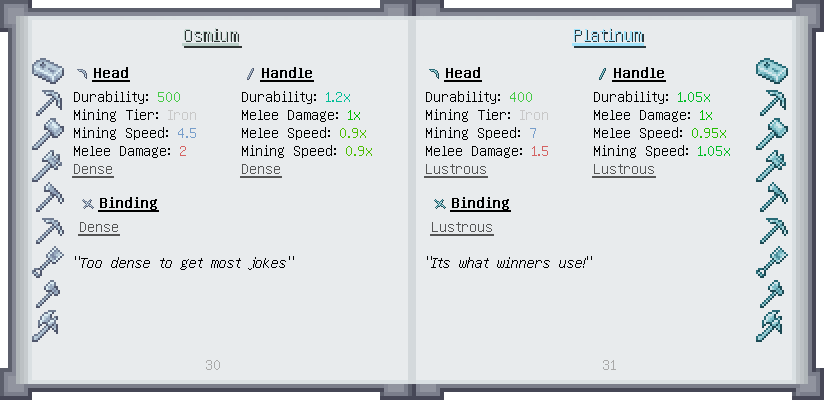 Osmium
Head
Durability: 500
Mining Tier: Iron
Mining Speed: 4.5
Melee Damage: 2
Dense
Handle
Durability: 1.2x
Melee Damage: 1x
Melee Speed: 0.9x
Mining Speed: 0.9x
Dense
Binding
Dense
"Too dense to get most jokes"
30
Platinum
Head
Durability: 400
Mining Tier: Iron
Mining Speed: 7
Melee Damage: 1.5
Lustrous
Handle
Durability: 1.05x
Melee Damage: 1x
Melee Speed: 0.95x
Mining Speed: 1.05x
Lustrous
Binding
Lustrous
"Its what winners use!"
31